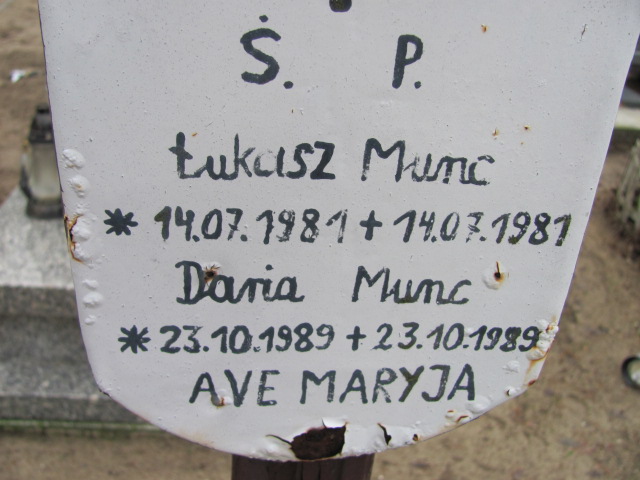 Ś. P.
Łukasz Munc
* 14.07.1981 + 14.07.1981
Daria Munc
* 23.10.1989 + 23.10.1989
AVE MARYJA